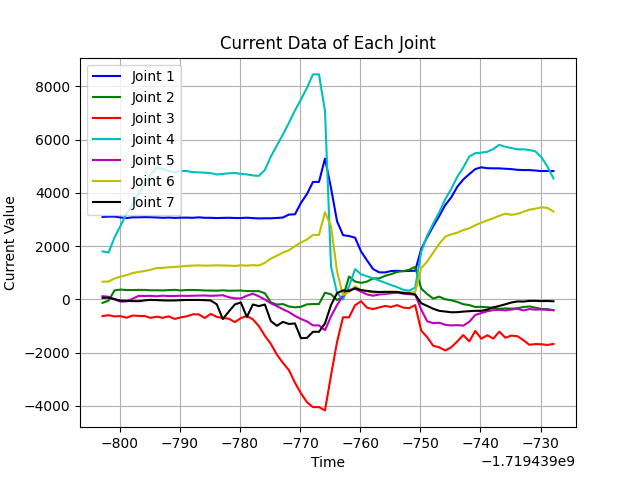 Current Data of Each Joint
Joint 1
Joint 2
Joint 3
Joint 4
Joint 5
Joint 6
Joint 7
8000
6000
4000
2000
0
−2000
−4000
Current Value
−800 −790 −780 −770 −760 −750 −740 −730
Time
−1.719439e9